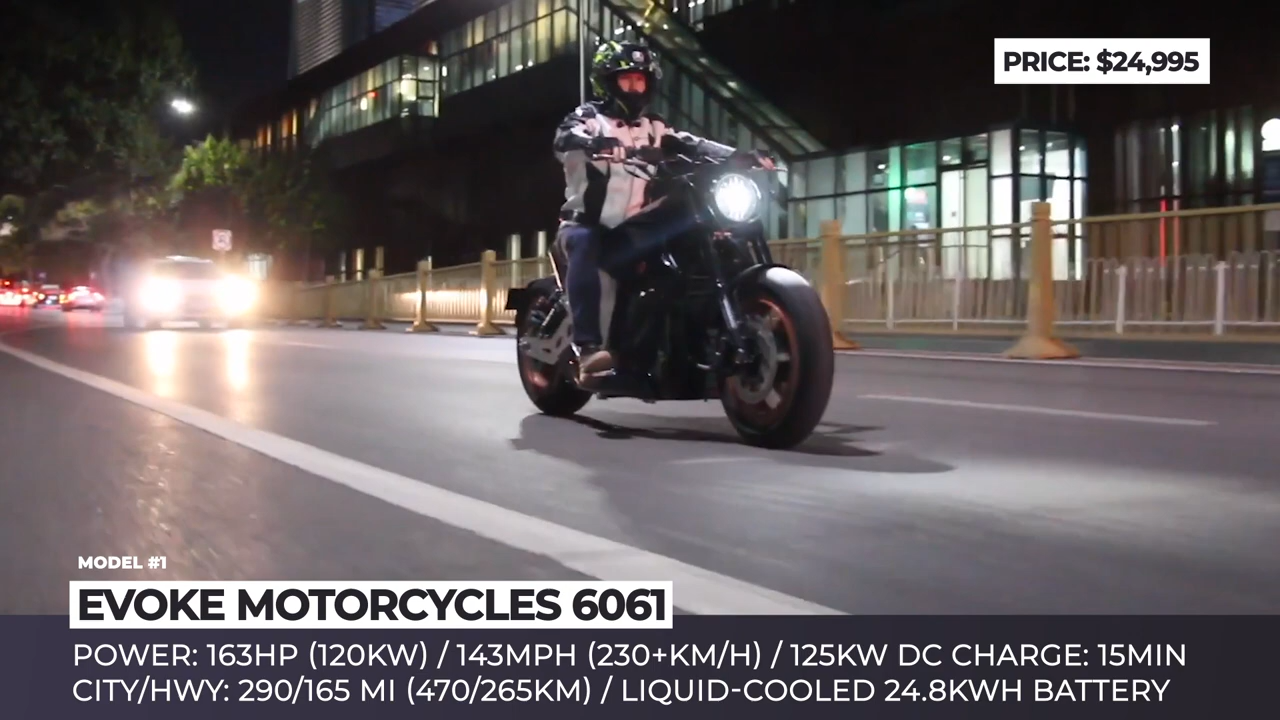 PRICE: $24,995
MODEL #1
EVOKE MOTORCYCLES 6061
POWER: 163HP (120KW) / 143MPH (230+KM/H) / 125KW DC CHARGE: 15MIN
CITY/HWY: 290/165 MI (470/265KM) / LIQUID-COOLED 24.8KWH BATTERY